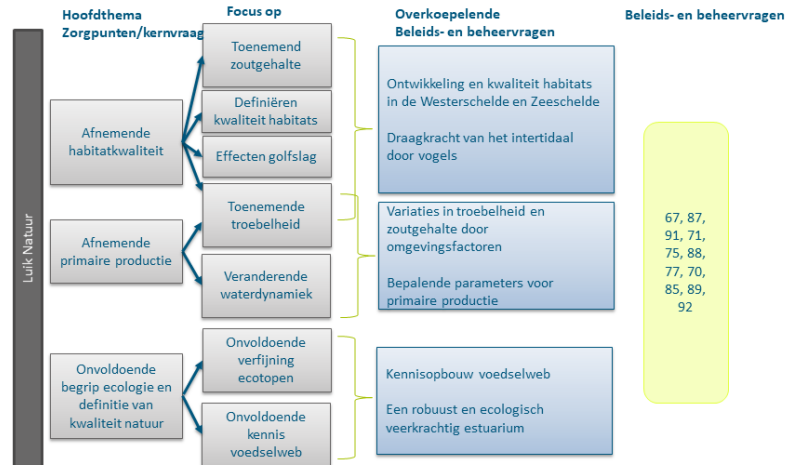 Hoofdthema
Zorgpunten/kernvraag
Focus op
Overkoepelende
Beleids- en beheervragen
Beleids- en beheervragen
Luik Natuur
Afnemende
habitatkwaliteit
Afnemende
primaire productie
Onvoldoende
begrip ecologie en
definitie van
kwaliteit natuur
Toenemend
zoutgehalte
Definiëren
kwaliteit habitats
Effecten golfslag
Toenemende
troebelheid
Veranderende
waterdynamiek
Onvoldoende
verfijning
ecotopen
Onvoldoende
kennis
voedselweb
Ontwikkeling en kwaliteit habitats
in de Westerschelde en Zeeschelde
Draagkracht van het intertidaal
door vogels
Variaties in troebelheid en
zoutgehalte door
omgevingsfactoren
Bepalende parameters voor
primaire productie
Kennisopbouw voedselweb
Een robuust en ecologisch
veerkrachtig estuarium
67, 87,
91, 71,
75, 88,
77, 70,
85, 89,
92